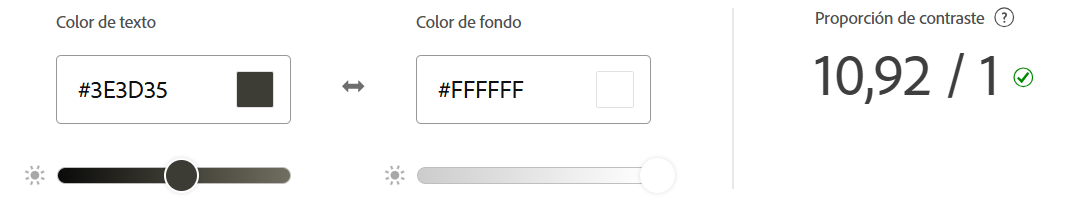 Color de texto
Color de fondo
Proporción de contraste ?
#3E3D35
#FFFFFF
10,92 / 1